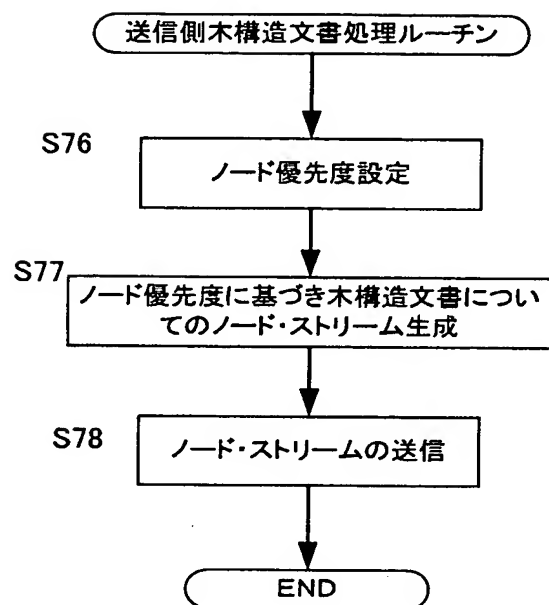 送信側木構造文書処理ルーチン
S76
ノード優先度設定
S77
ノード優先度に基づき木構造文書につい
てのノード・ストリーム生成
S78
ノード・ストリームの送信
END